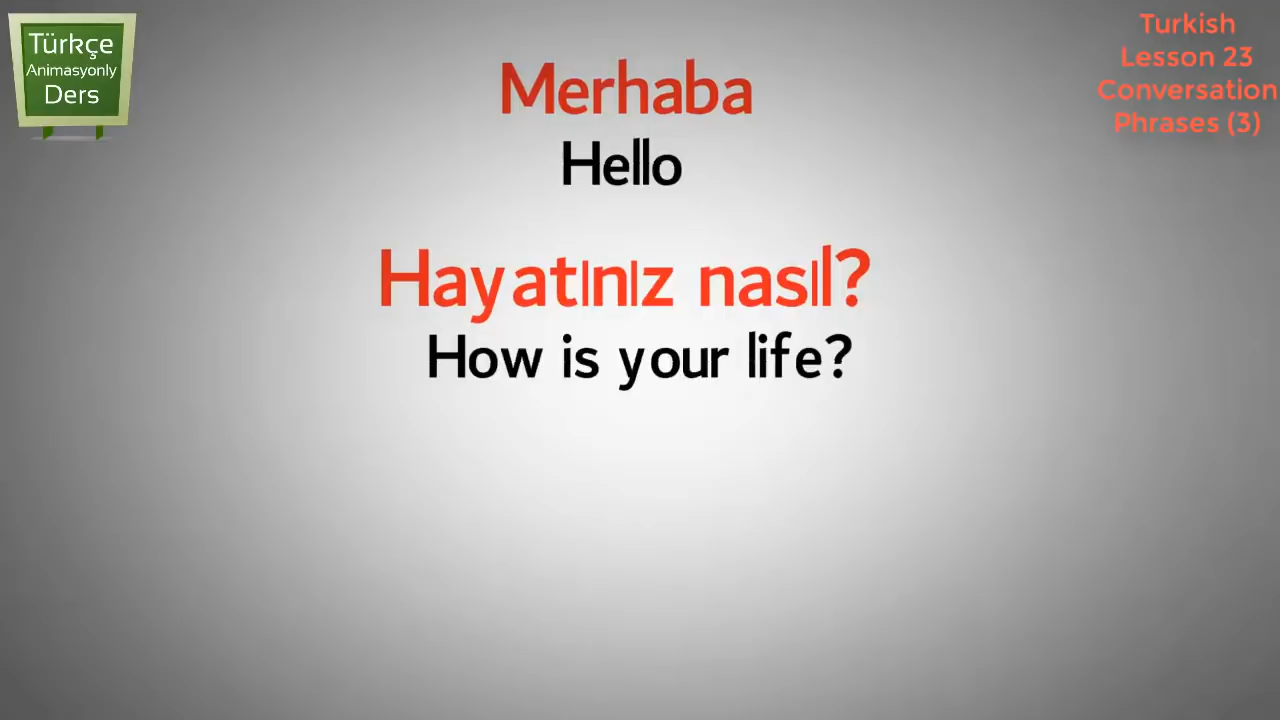 Türkçe
Animasyonly
Ders
Turkish
Lesson 23
Conversation
Phrases (3)
Merhaba
Hello
Hayatınız nasıl?
How is your life?